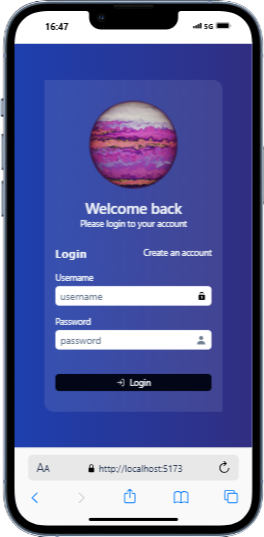 16:47
5G
Welcome back
Please login to your account
Login
Create an account
Username
username
Password
password
Login
AA
http://localhost:5173